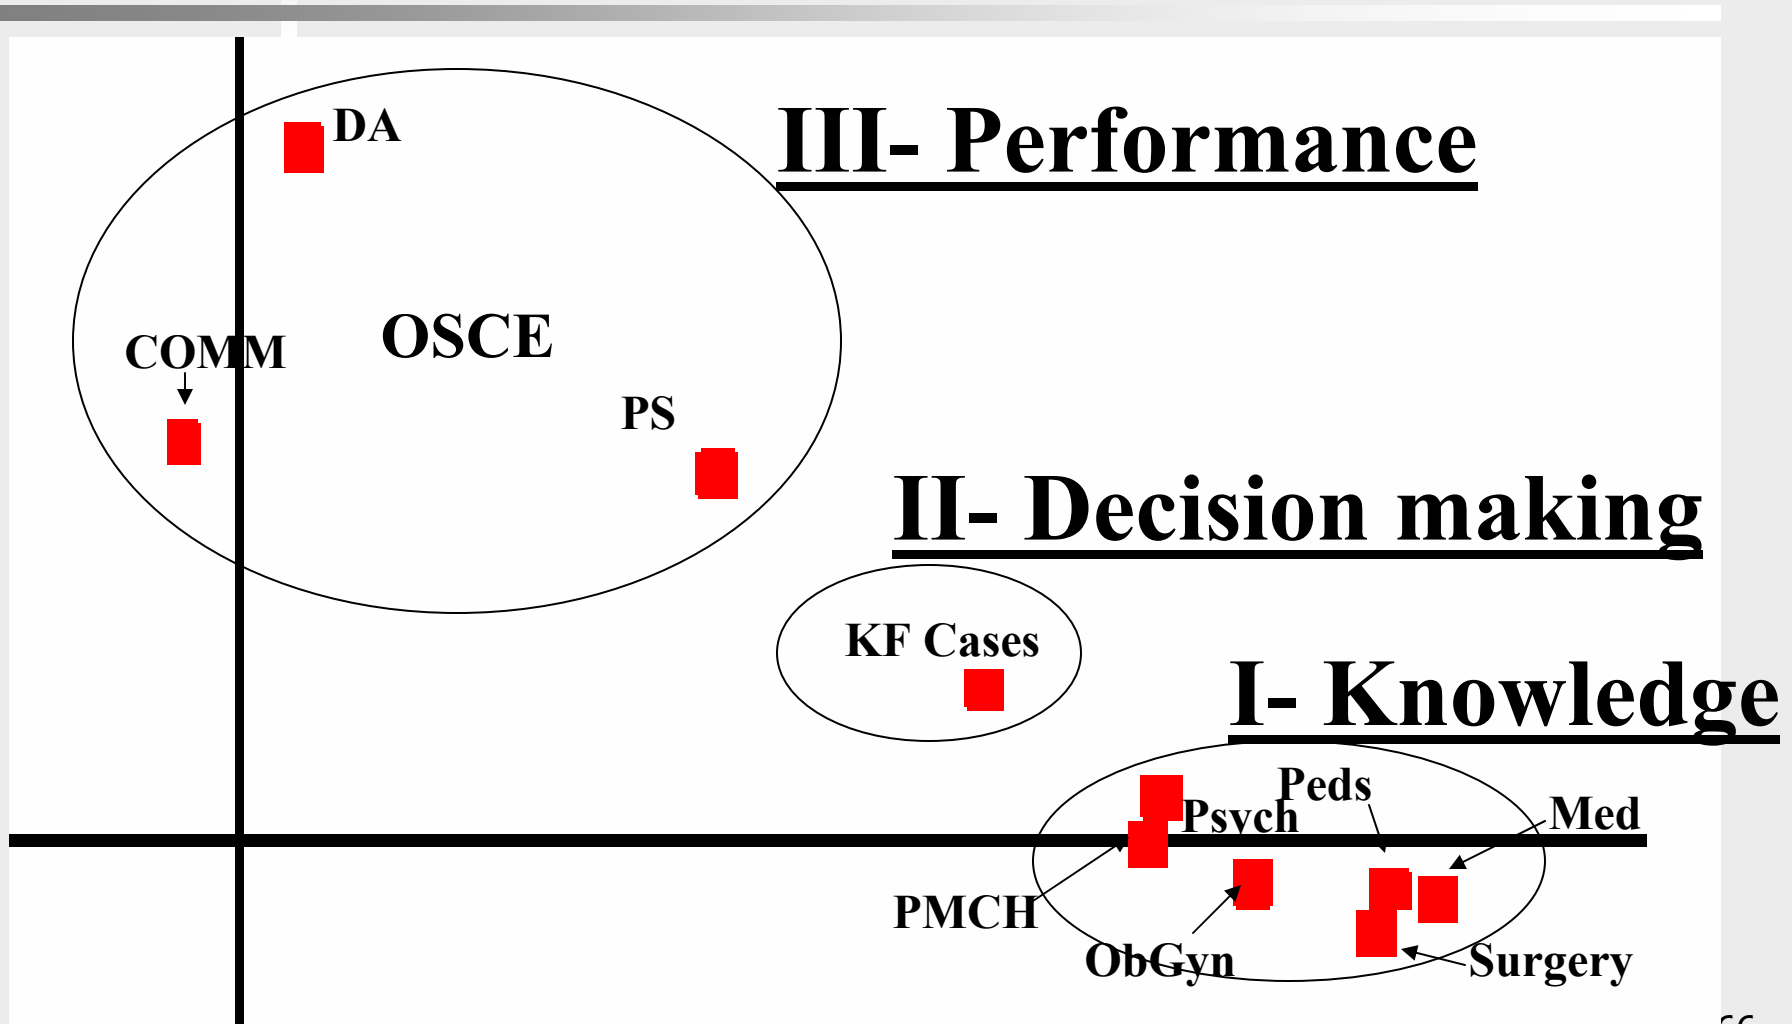 DA
III- Performance
COMM
OSCE
PS
II- Decision making
KF Cases
I- Knowledge
Peds
Psych
Med
PMCH
ObGyn
Surgery